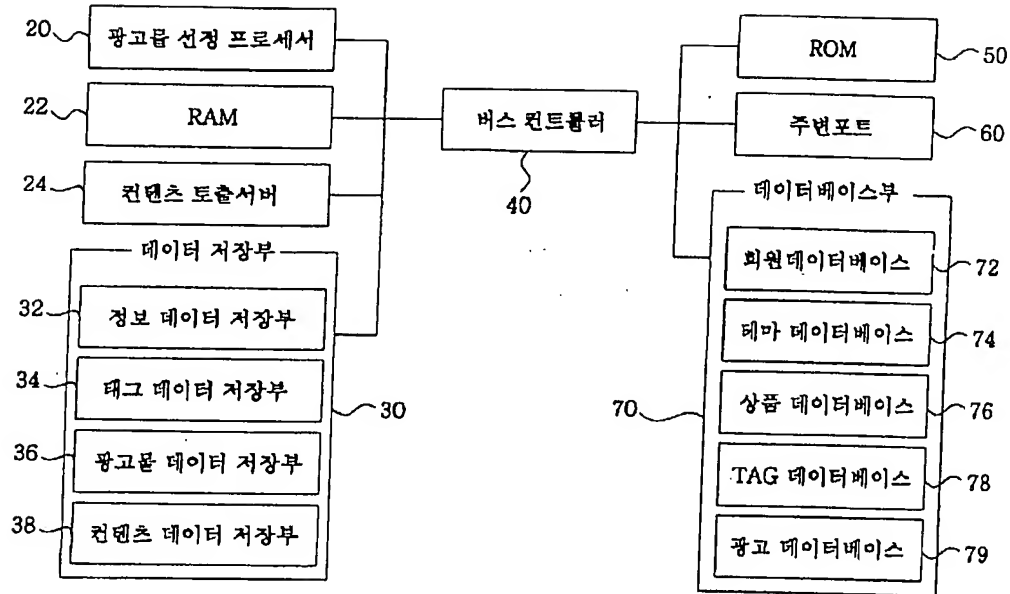 20
광고물 선정 프로세서
22
RAM
24
컨텐츠 토출서버
데이터 저장부
32
정보 데이터 저장부
34
태그 데이터 저장부
30
36
광고물 데이터 저장부
38
컨텐츠 데이터 저장부
버스 컨트롤러
40
ROM
50
주변포트
60
데이터베이스부
회원데이터베이스
72
테마 데이터베이스
74
70
상품 데이터베이스
76
TAG 데이터베이스
78
광고 데이터베이스
79